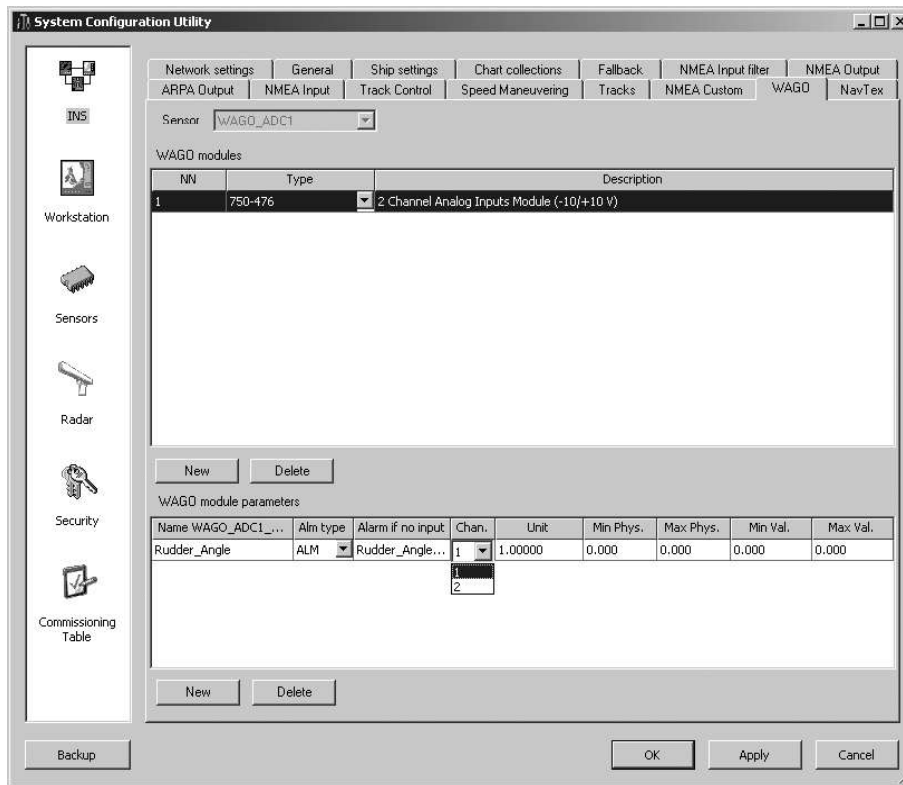 System Configuration Utility
INS
Workstation
Sensors
Radar
Security
Commissioning
Table
Network settings General Ship settings Chart collections Fallback NMEA Input filter NMEA Output
ARPA Output NMEA Input Track Control Speed Maneuvering Tracks NMEA Custom WAGO NavTex
Sensor WAGO_ADC1
WAGO modules
NN Type Description
1 750-476 2 Channel Analog Inputs Module (-10/+10 V)
New Delete
WAGO module parameters
Name WAGO_ADC1_... Alm type Alarm if no input Chan. Unit Min Phys. Max Phys. Min Val. Max Val.
Rudder_Angle ALM Rudder_Angle... 1 1.00000 0.000 0.000 0.000 0.000
1
2
New Delete
Backup OK Apply Cancel